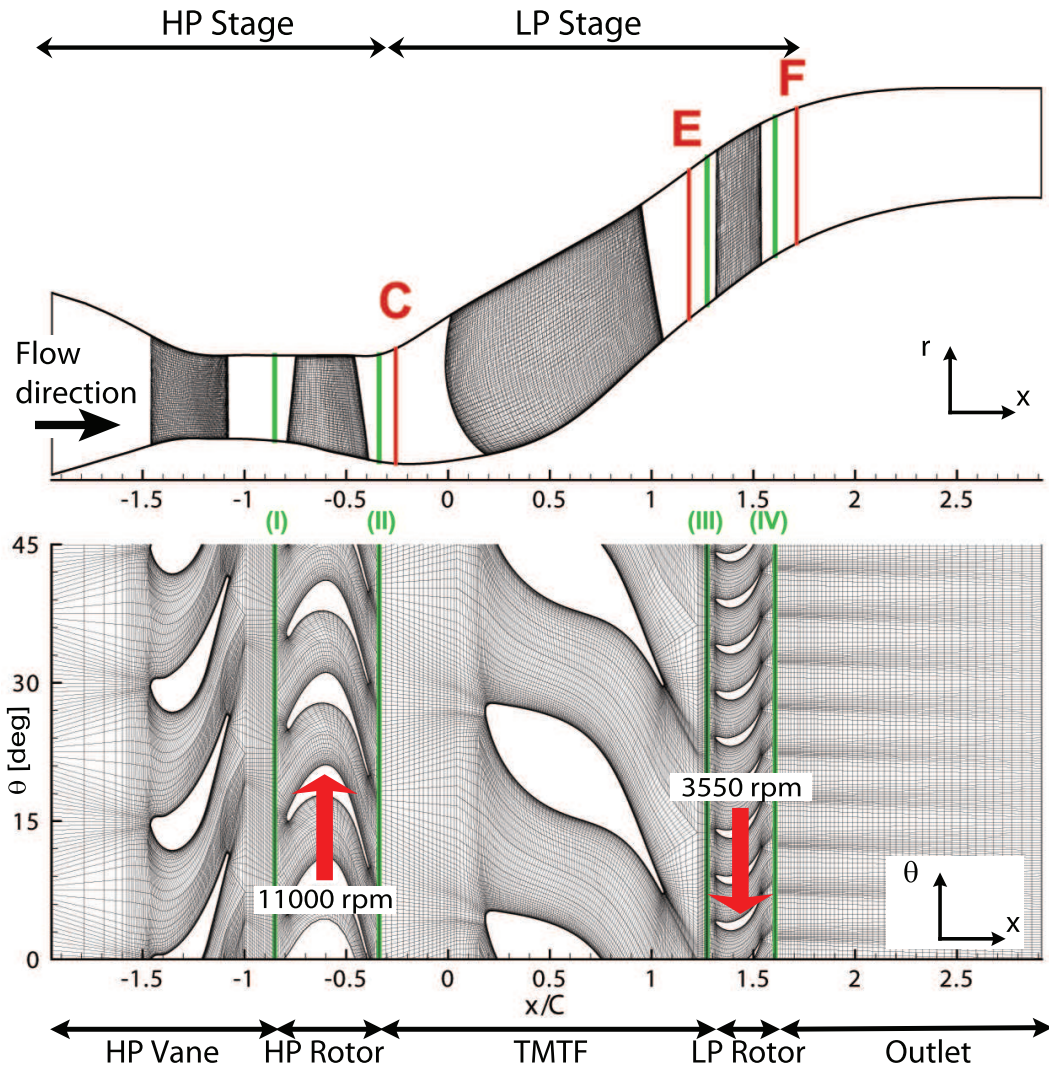 HP Stage
LP Stage
F
E
C
Flow
direction
r
x
-1.5 -1 -0.5 0 0.5 1 1.5 2 2.5
(I) (II) (III) (IV)
45
30
15
0
θ [deg]
3550 rpm
11000 rpm
θ
x
-1.5 -1 -0.5 0 0.5 1 1.5 2 2.5
x/C
HP Vane HP Rotor TMTF LP Rotor Outlet